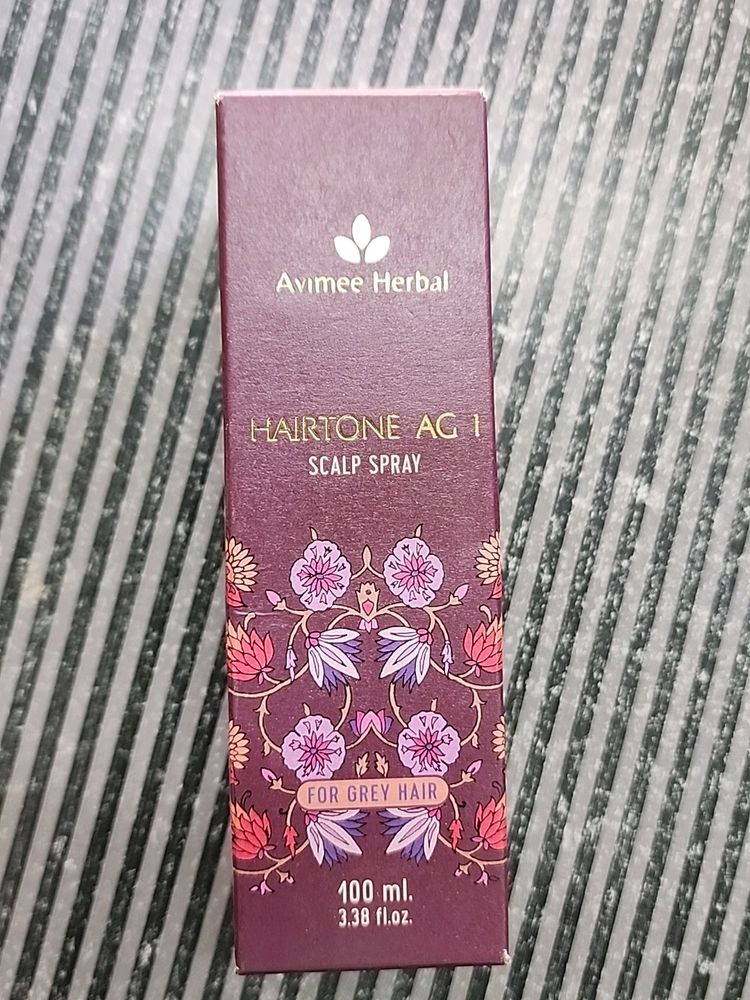 Avimee Herbal
HAIRTONE AG 1
SCALP SPRAY
FOR GREY HAIR
100 ml.
3.38 fl.oz.